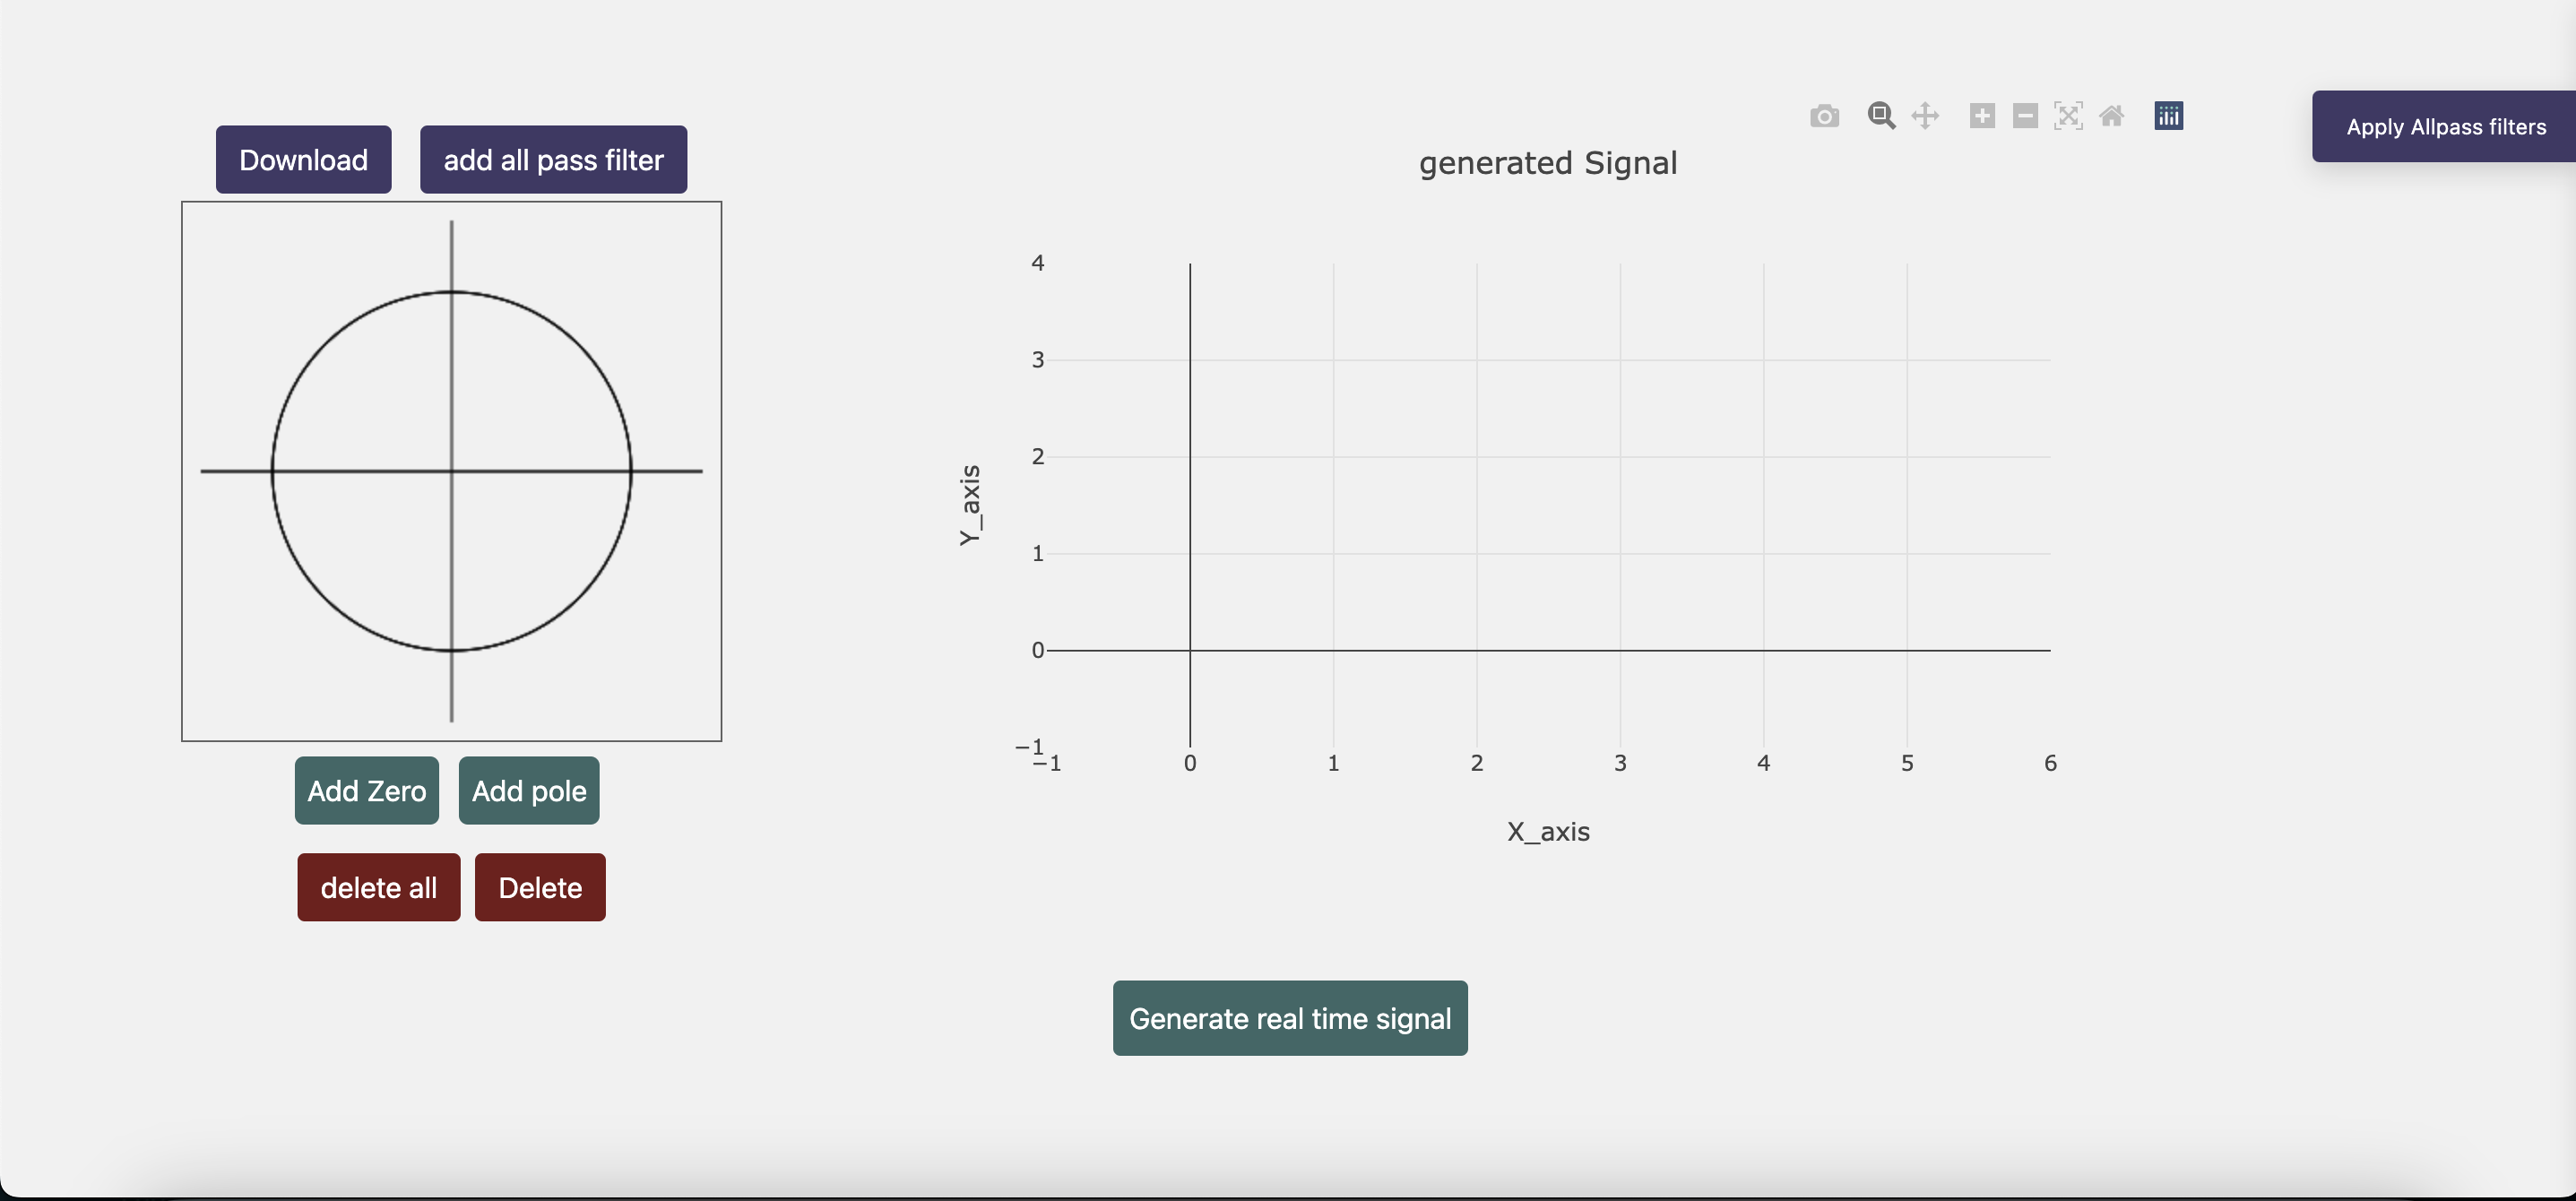 Download
add all pass filter
Apply Allpass filters
generated Signal
4
3
2
1
0
−1
Y_axis
−1
0
1
2
3
4
5
6
X_axis
Add Zero
Add pole
delete all
Delete
Generate real time signal